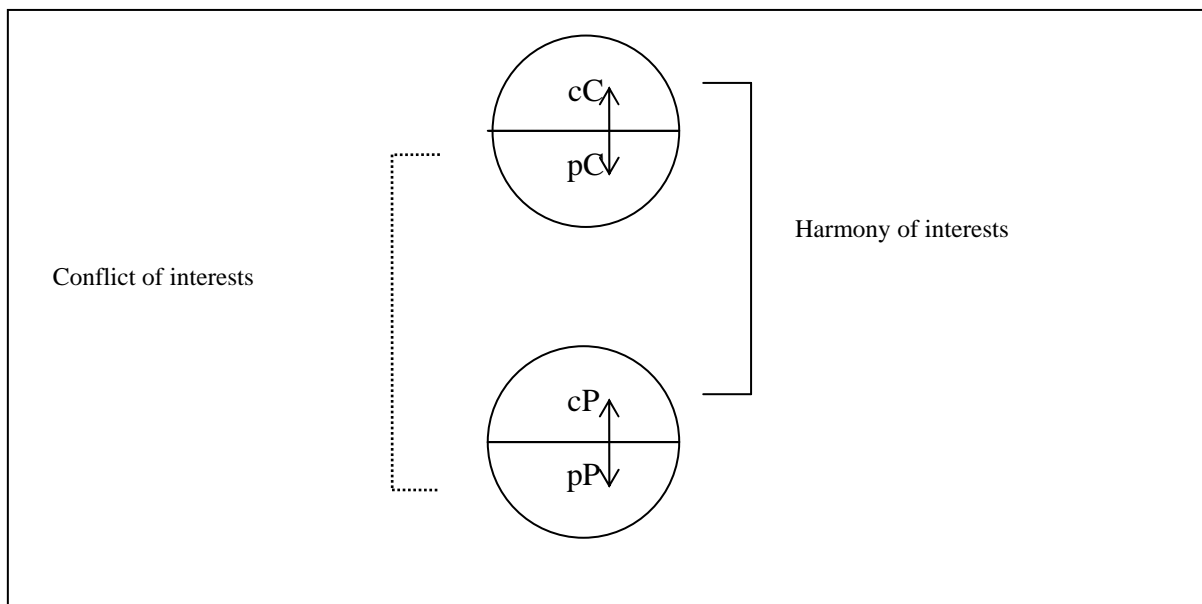 cC
pC
Harmony of interests
Conflict of interests
cP
pP